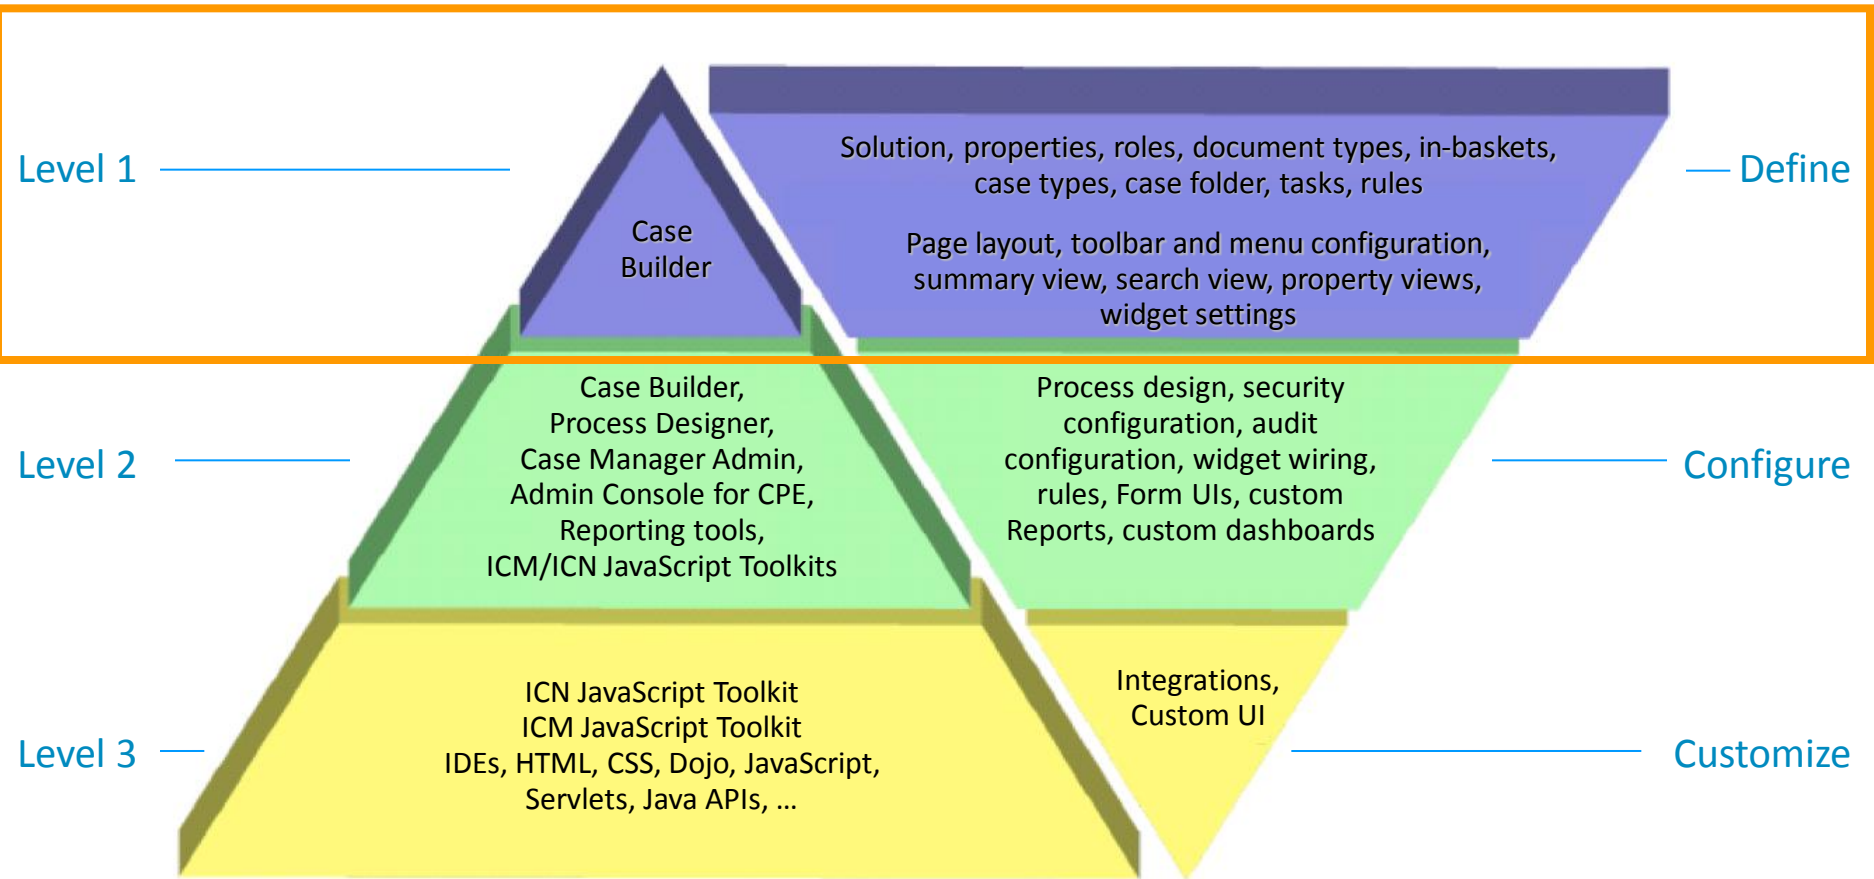 Level 1
Case
Builder
Solution, properties, roles, document types, in-baskets,
case types, case folder, tasks, rules
Page layout, toolbar and menu configuration,
summary view, search view, property views,
widget settings
Define
Level 2
Case Builder,
Process Designer,
Case Manager Admin,
Admin Console for CPE,
Reporting tools,
ICM/ICN JavaScript Toolkits
Process design, security
configuration, audit
configuration, widget wiring,
rules, Form UIs, custom
Reports, custom dashboards
Configure
Level 3
ICN JavaScript Toolkit
ICM JavaScript Toolkit
IDEs, HTML, CSS, Dojo, JavaScript,
Servlets, Java APIs, ...
Integrations,
Custom UI
Customize